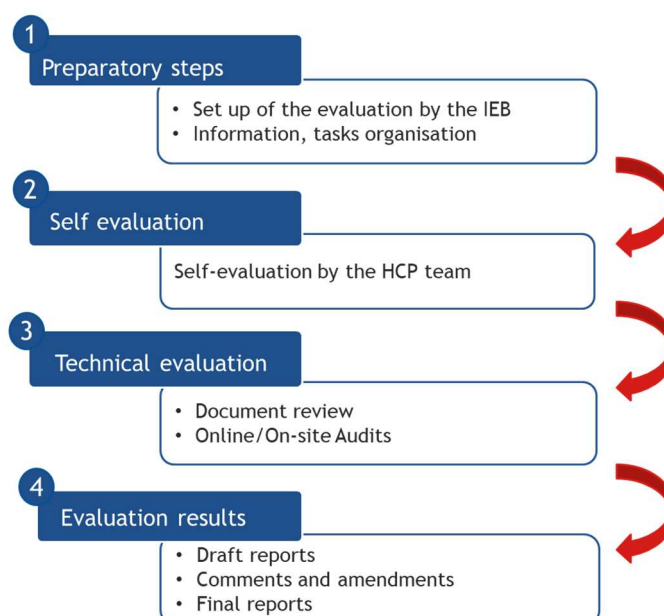 1
Preparatory steps
• Set up of the evaluation by the IEB
• Information, tasks organisation
2
Self evaluation
Self-evaluation by the HCP team
3
Technical evaluation
• Document review
• Online/On-site Audits
4
Evaluation results
• Draft reports
• Comments and amendments
• Final reports